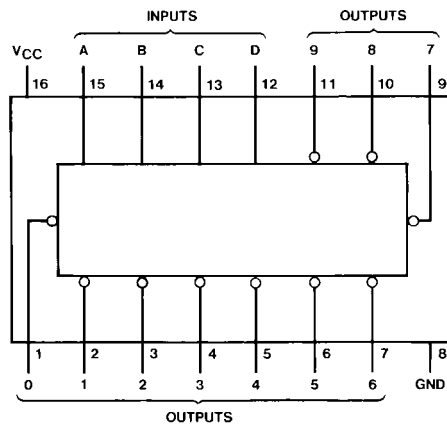 INPUTS OUTPUTS
VCC A B C D 9 8 7
16 15 14 13 12 11 10 9
1 2 3 4 5 6 7 8
0 1 2 3 4 5 6 GND
OUTPUTS